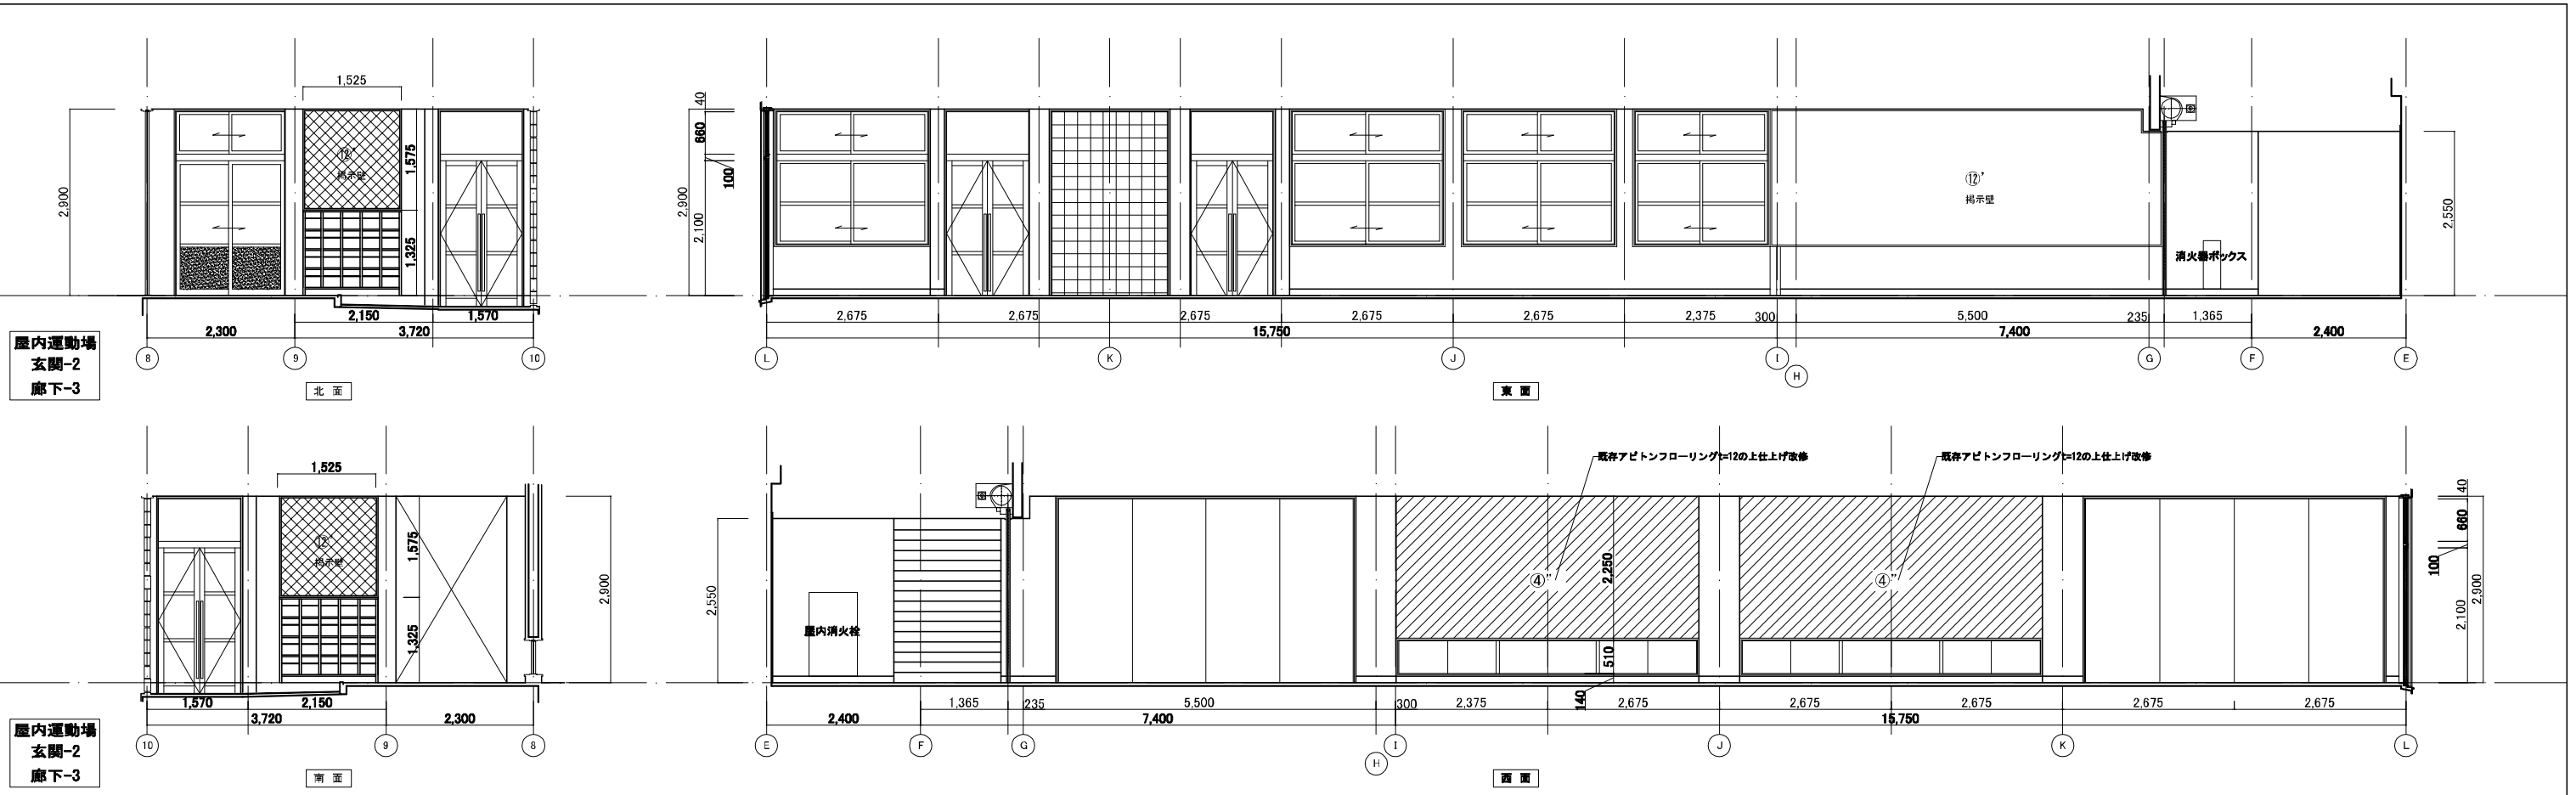 屋内運動場
玄関-2
廊下-3
1,525
2,900
⑫’
掲示壁
1,575
1,325
2,300
2,150
1,570
3,720
8
9
10
北 面
40
660
100
2,900
2,100
⑫’
掲示壁
消火器ボックス
2,550
2,675
2,675
2,675
2,675
2,675
2,375
300
5,500
235
1,365
15,750
7,400
2,400
L
K
J
I
H
G
F
E
東 面
屋内運動場
玄関-2
廊下-3
1,525
⑫’
掲示壁
1,575
1,325
2,900
1,570
2,150
3,720
2,300
10
9
8
南 面
既存アピトンフローリングt=12の上仕上げ改修
既存アピトンフローリングt=12の上仕上げ改修
2,550
屋内消火栓
④”
2,250
④”
510
140
40
660
100
2,900
2,100
1,365
235
5,500
300
2,375
2,675
2,675
2,675
2,675
2,675
2,400
7,400
15,750
E
F
G
H
I
J
K
L
西 面